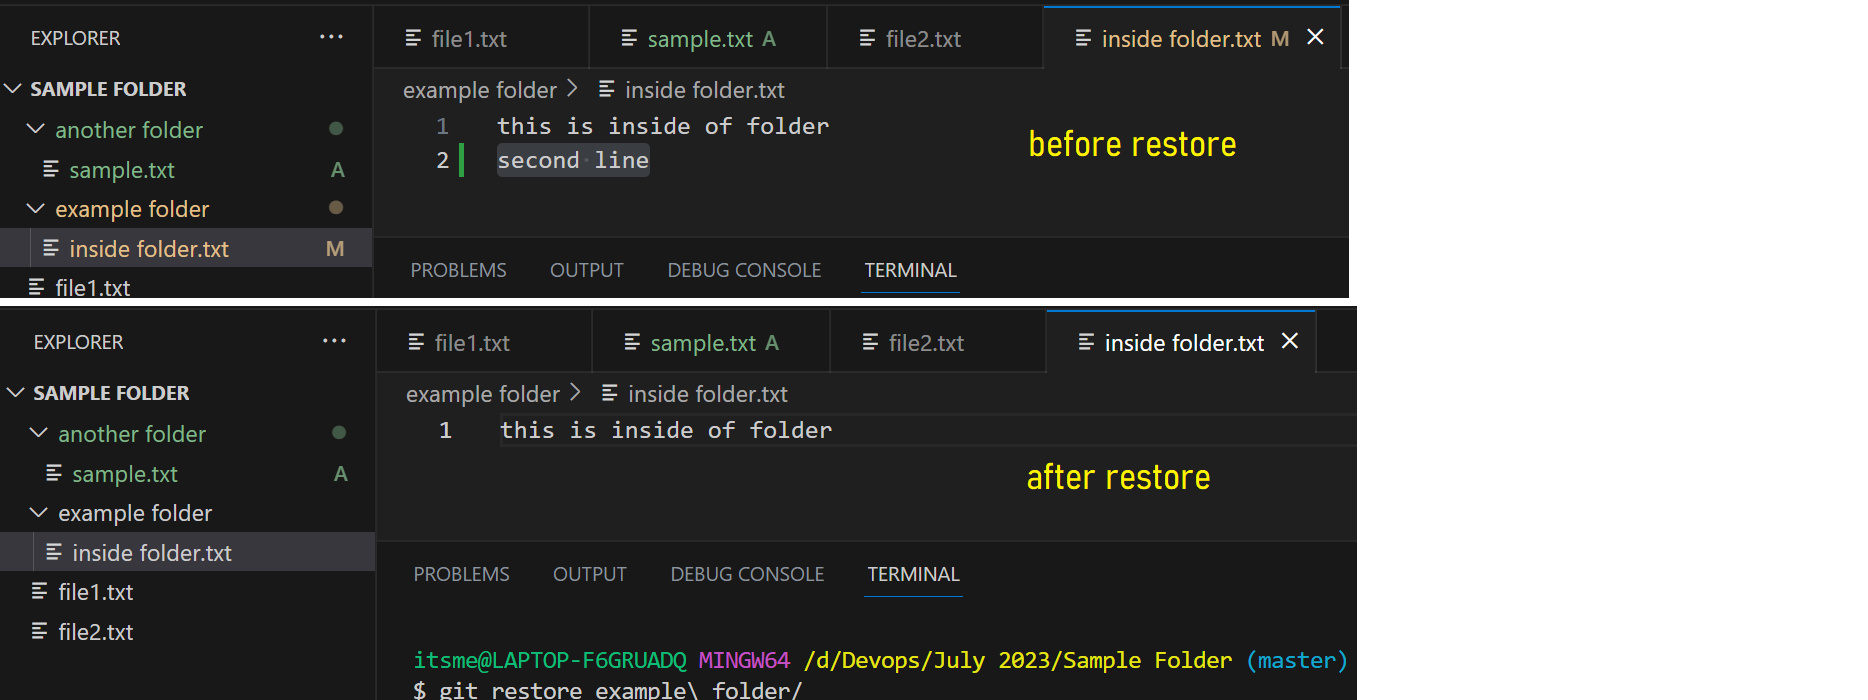 EXPLORER ···
file1.txt
sample.txt A
file2.txt
inside folder.txt M
SAMPLE FOLDER
example folder > inside folder.txt
another folder
1 this is inside of folder
before restore
2 second line
sample.txt A
example folder
inside folder.txt M
PROBLEMS OUTPUT DEBUG CONSOLE TERMINAL
file1.txt
EXPLORER ···
file1.txt
sample.txt A
file2.txt
inside folder.txt
SAMPLE FOLDER
example folder > inside folder.txt
another folder
1 this is inside of folder
sample.txt A
after restore
example folder
inside folder.txt
PROBLEMS OUTPUT DEBUG CONSOLE TERMINAL
file1.txt
file2.txt
itsme@LAPTOP-F6GRUADQ MINGW64 /d/Devops/July 2023/Sample Folder (master)
$ git restore example\ folder/